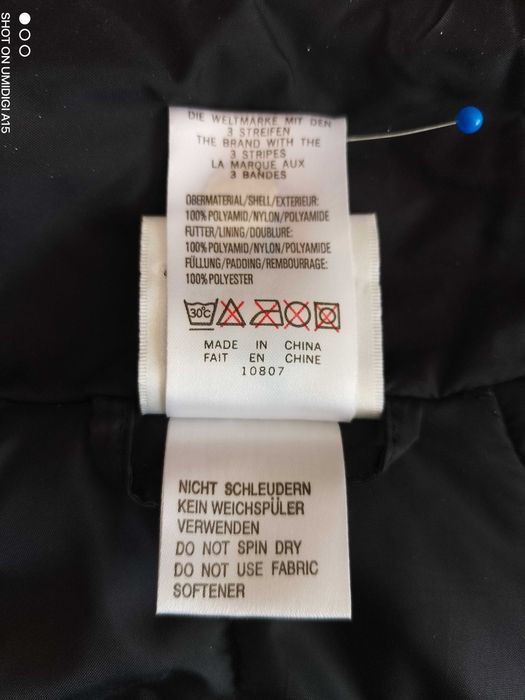 SHOT ON UMIDIGI A15
DIE WELTMARKE MIT DEN
3 STREIFEN
THE BRAND WITH THE
3 STRIPES
LA MARQUE AUX
3 BANDES
OBERMATERIAL/SHELL/EXTERIEUR:
100% POLYAMID/NYLON/POLYAMIDE
FUTTER/LINING/DOUBLURE:
100% POLYAMID/NYLON/POLYAMIDE
FÜLLUNG/PADDING/REMBOURRAGE:
100% POLYESTER
30°C
MADE IN CHINA
FAIT EN CHINE
10807
NICHT SCHLEUDERN
KEIN WEICHSPÜLER
VERWENDEN
DO NOT SPIN DRY
DO NOT USE FABRIC
SOFTENER